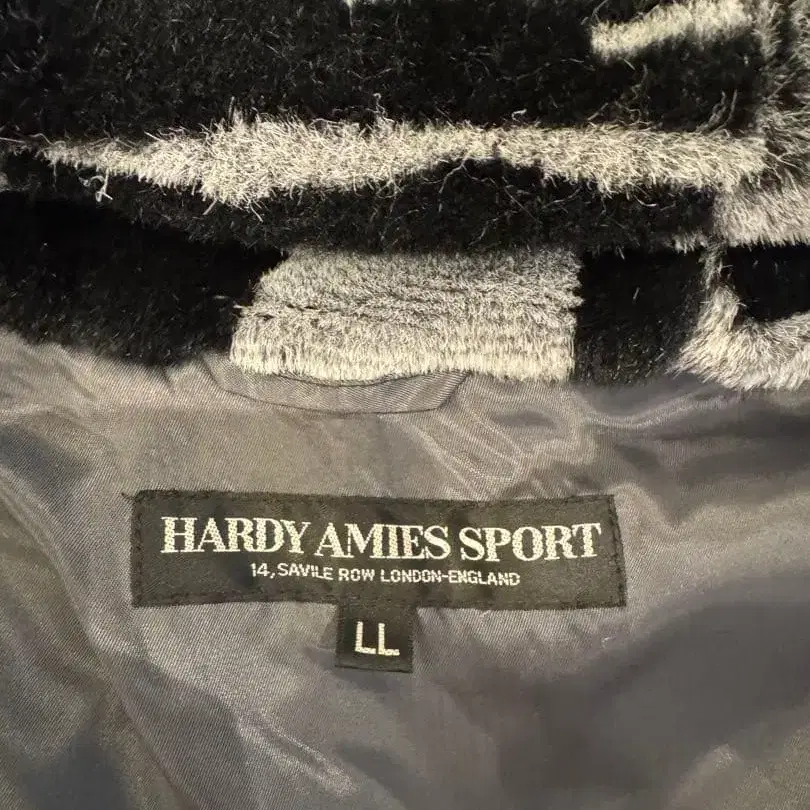 HARDY AMIES SPORT
14, SAVILE ROW LONDON-ENGLAND
LL